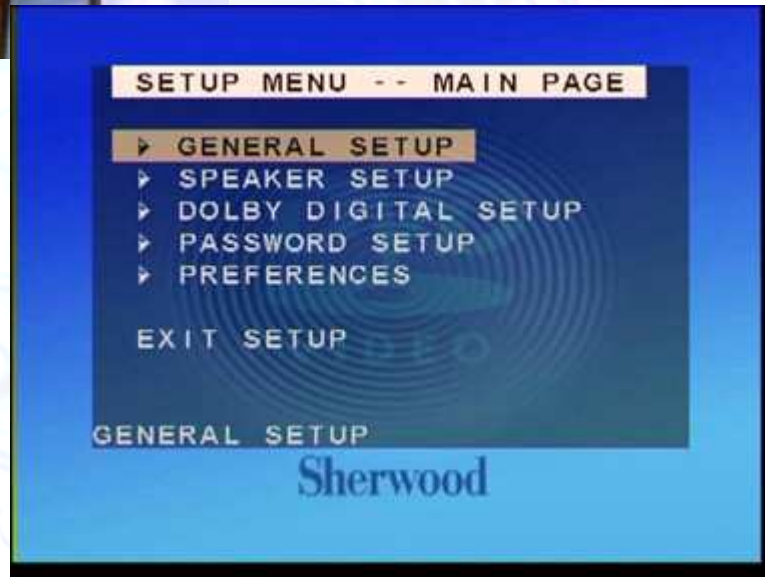 SETUP MENU -- MAIN PAGE
GENERAL SETUP
SPEAKER SETUP
DOLBY DIGITAL SETUP
PASSWORD SETUP
PREFERENCES
EXIT SETUP
VIDEO
GENERAL SETUP
Sherwood